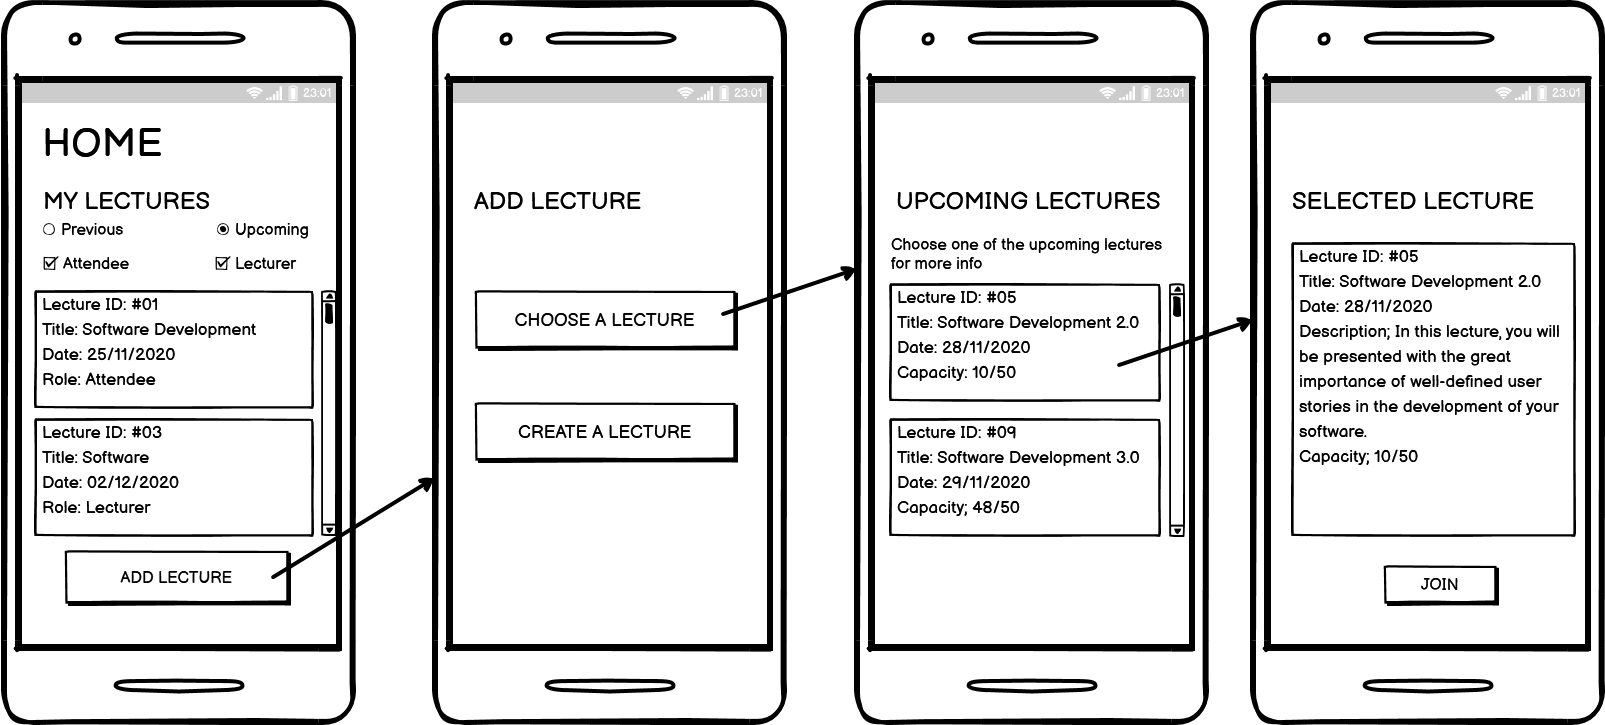 23:01
HOME
MY LECTURES
Previous
Upcoming
Attendee
Lecturer
Lecture ID: #01
Title: Software Development
Date: 25/11/2020
Role: Attendee
Lecture ID: #03
Title: Software
Date: 02/12/2020
Role: Lecturer
ADD LECTURE
23:01
ADD LECTURE
CHOOSE A LECTURE
CREATE A LECTURE
23:01
UPCOMING LECTURES
Choose one of the upcoming lectures
for more info
Lecture ID: #05
Title: Software Development 2.0
Date: 28/11/2020
Capacity: 10/50
Lecture ID: #09
Title: Software Development 3.0
Date: 29/11/2020
Capacity; 48/50
23:01
SELECTED LECTURE
Lecture ID: #05
Title: Software Development 2.0
Date: 28/11/2020
Description; In this lecture, you will
be presented with the great
importance of well-defined user
stories in the development of your
software.
Capacity; 10/50
JOIN